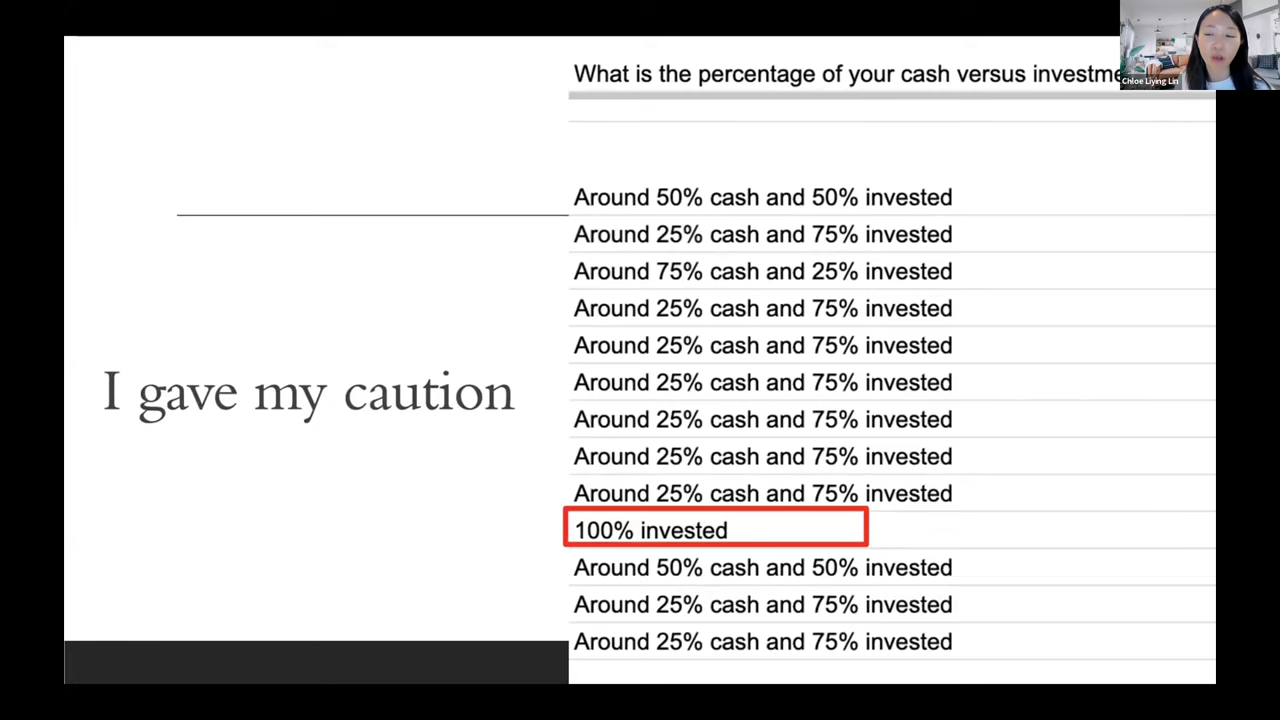 Chloe Liying Lin
What is the percentage of your cash versus investme
I gave my caution
Around 50% cash and 50% invested
Around 25% cash and 75% invested
Around 75% cash and 25% invested
Around 25% cash and 75% invested
Around 25% cash and 75% invested
Around 25% cash and 75% invested
Around 25% cash and 75% invested
Around 25% cash and 75% invested
Around 25% cash and 75% invested
100% invested
Around 50% cash and 50% invested
Around 25% cash and 75% invested
Around 25% cash and 75% invested